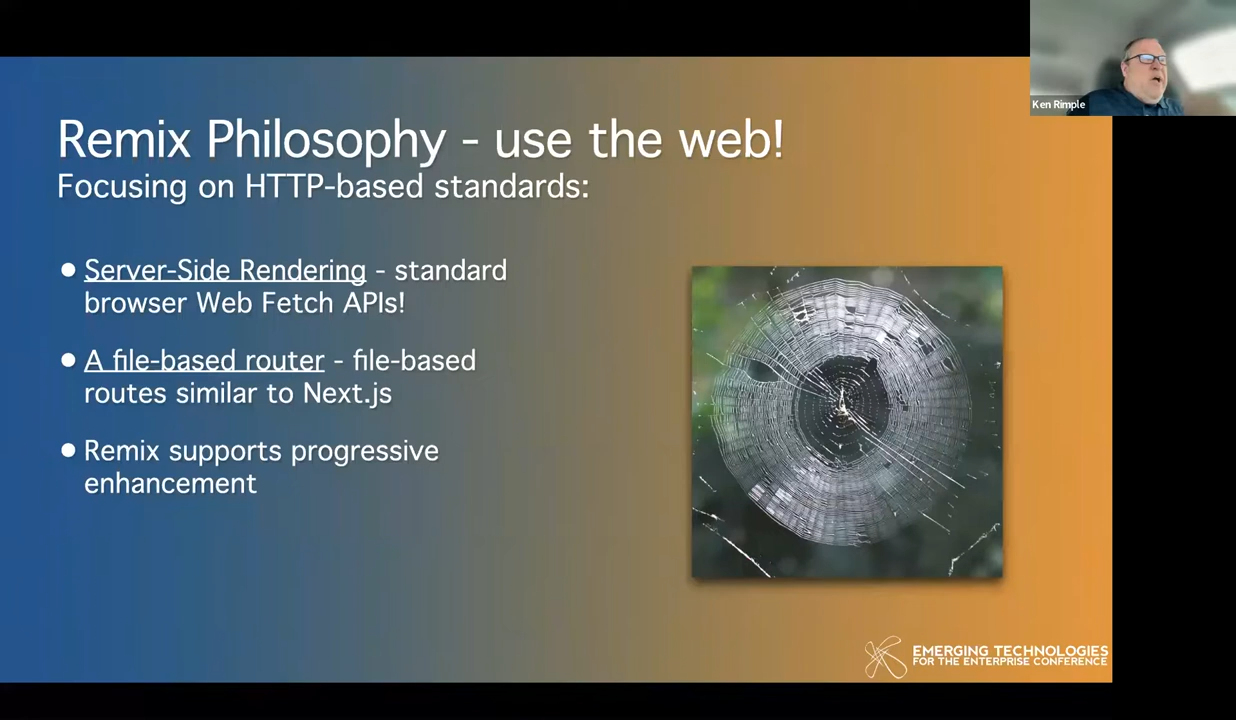 Ken Rimple
Remix Philosophy - use the web!
Focusing on HTTP-based standards:
● Server-Side Rendering - standard
browser Web Fetch APIs!
● A file-based router - file-based
routes similar to Next.js
● Remix supports progressive
enhancement
EMERGING TECHNOLOGIES
FOR THE ENTERPRISE CONFERENCE